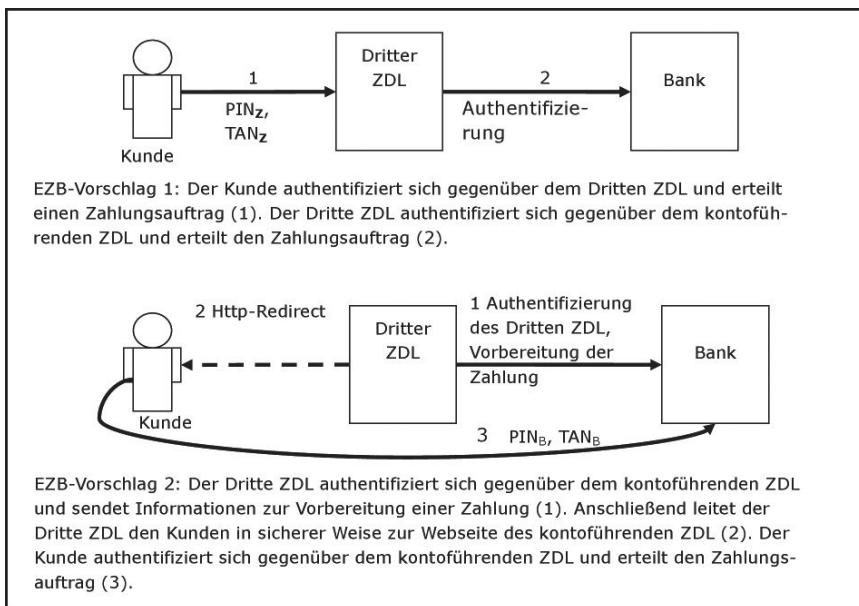 Dritter
ZDL
1
2
Bank
PINZ,
TANZ
Authentifizie-
rung
Kunde
EZB-Vorschlag 1: Der Kunde authentifiziert sich gegenüber dem Dritten ZDL und erteilt
einen Zahlungsauftrag (1). Der Dritte ZDL authentifiziert sich gegenüber dem kontofüh-
renden ZDL und erteilt den Zahlungsauftrag (2).
2 Http-Redirect
Dritter
ZDL
1 Authentifizierung
des Dritten ZDL,
Vorbereitung der
Zahlung
Bank
Kunde
3 PINB, TANB
EZB-Vorschlag 2: Der Dritte ZDL authentifiziert sich gegenüber dem kontoführenden ZDL
und sendet Informationen zur Vorbereitung einer Zahlung (1). Anschließend leitet der
Dritte ZDL den Kunden in sicherer Weise zur Webseite des kontoführenden ZDL (2). Der
Kunde authentifiziert sich gegenüber dem kontoführenden ZDL und erteilt den Zahlungs-
auftrag (3).